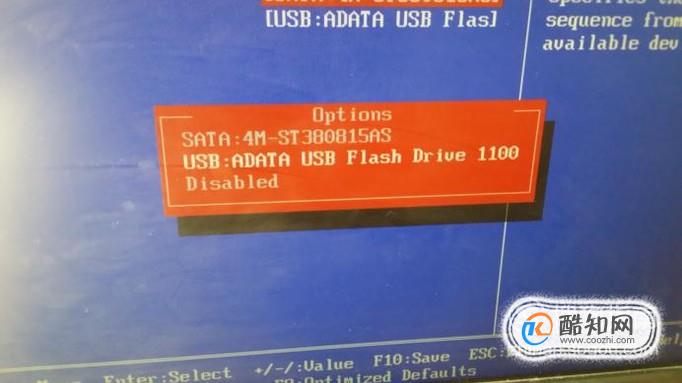 [USB:ADATA USB Flas]
sequence from
available dev
Options
SATA:4M-ST380815AS
USB:ADATA USB Flash Drive 1100
Disabled
Enter:Select +/-/:Value F10:Save ESC:
Optimized Defaults
酷知网
www.coozhi.com